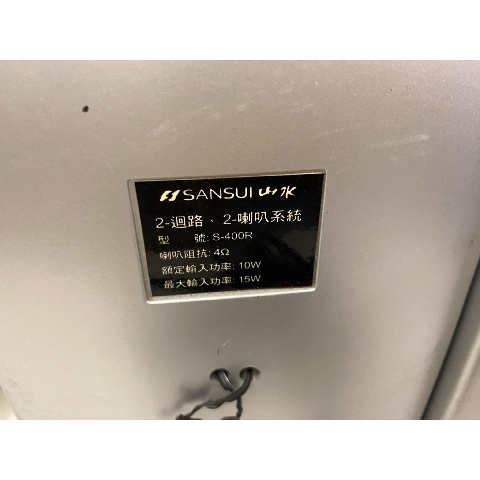 SANSUI 山水
2-迴路、2-喇叭系統
型 號: S-400R
喇叭阻抗: 4Ω
額定輸入功率: 10W
最大輸入功率: 15W